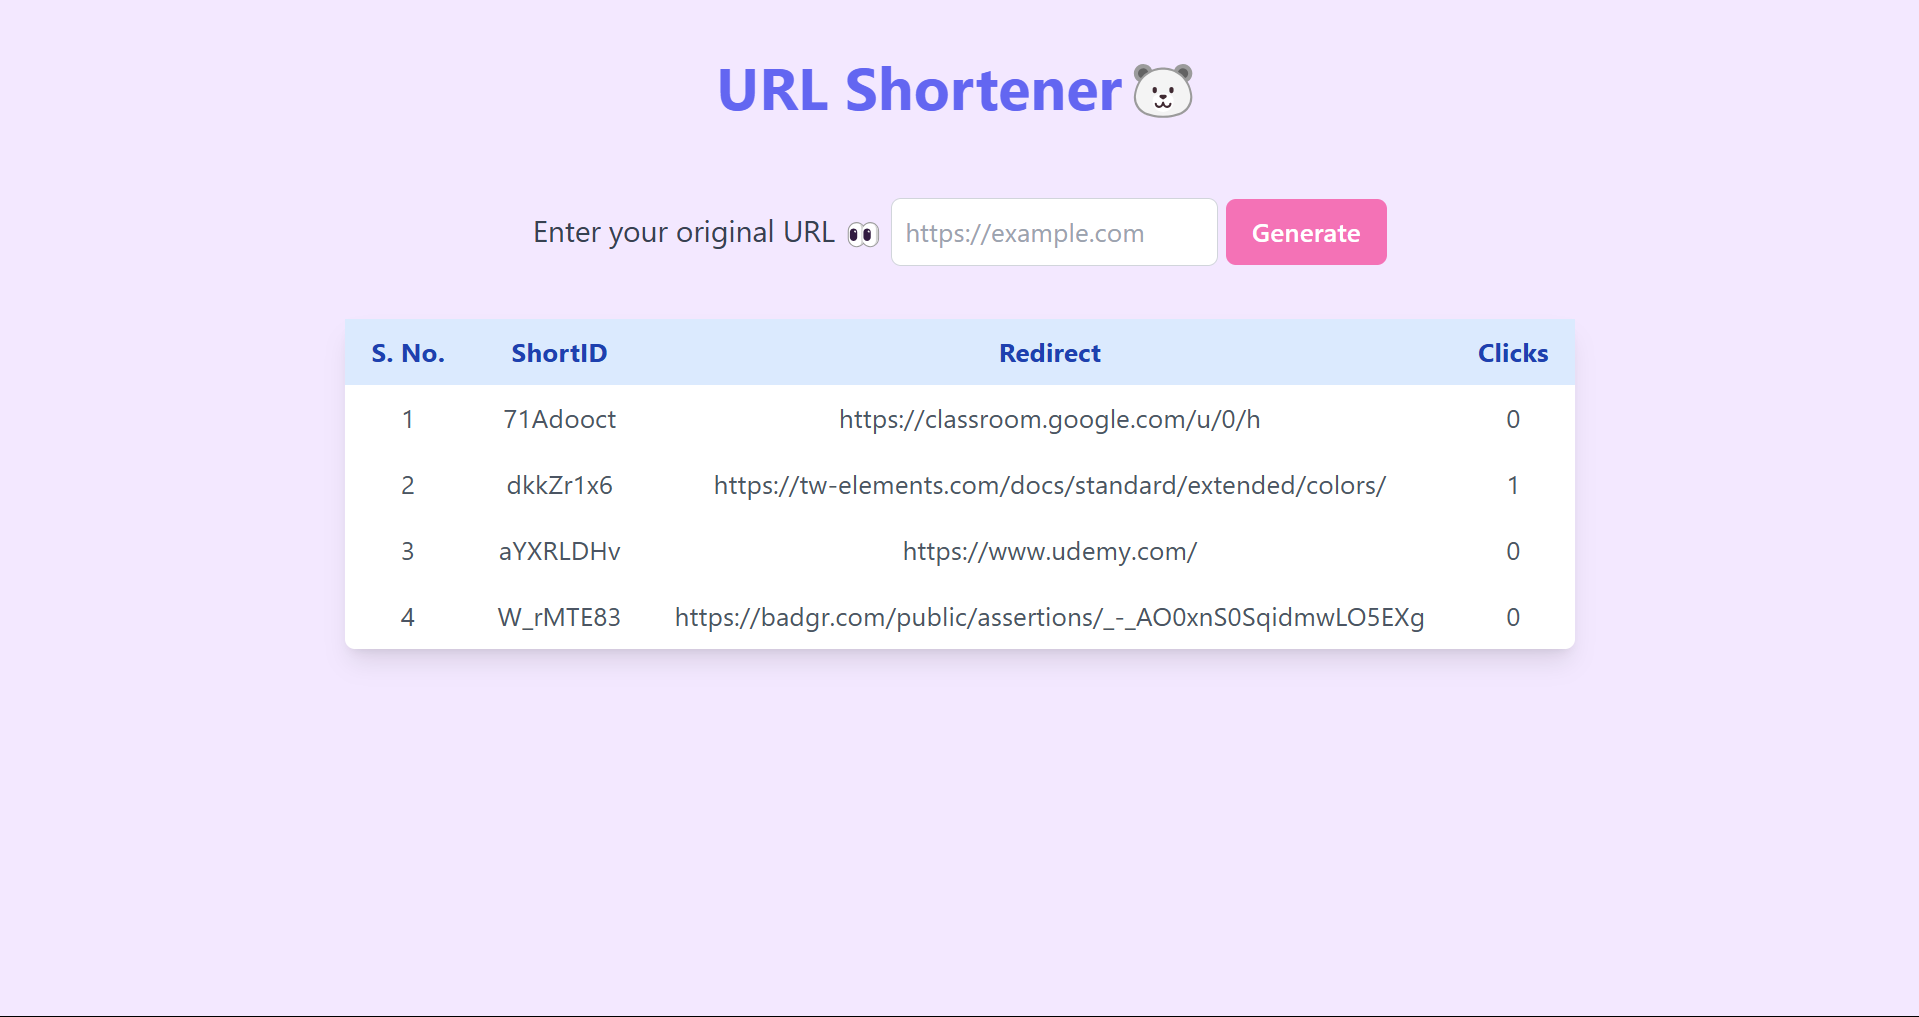 URL Shortener🐻‍❄️
Enter your original URL 👀 https://example.com Generate
S. No. ShortID Redirect Clicks
1 71Adooct https://classroom.google.com/u/0/h 0
2 dkkZr1x6 https://tw-elements.com/docs/standard/extended/colors/ 1
3 aYXRLDHv https://www.udemy.com/ 0
4 W_rMTE83 https://badgr.com/public/assertions/_-_AO0xnS0SqidmwLO5EXg 0